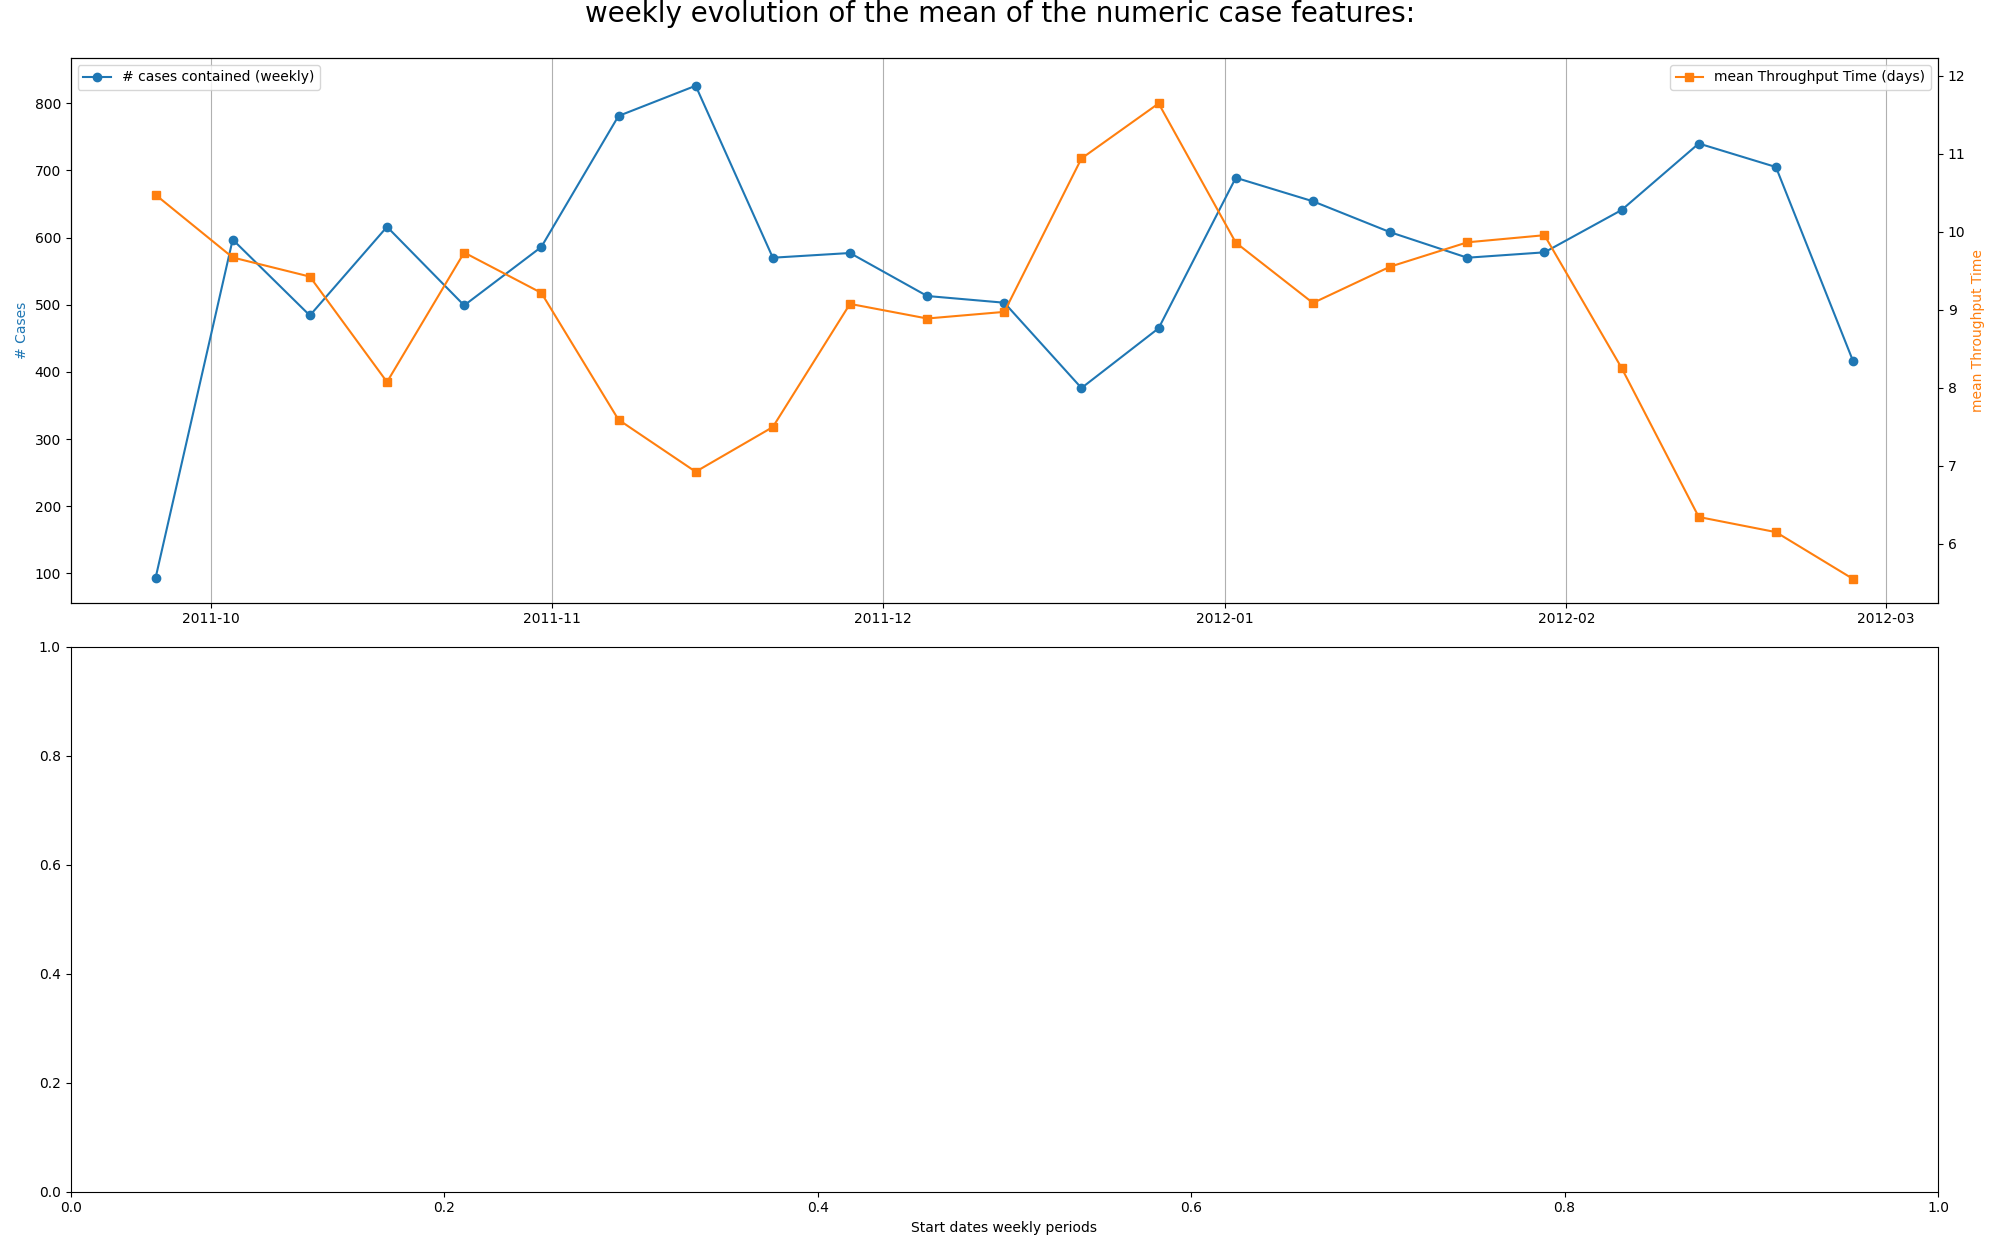 weekly evolution of the mean of the numeric case features:
# cases contained (weekly)
mean Throughput Time (days)
# Cases
800
700
600
500
400
300
200
100
mean Throughput Time
12
11
10
9
8
7
6
2011-10 2011-11 2011-12 2012-01 2012-02 2012-03
1.0
0.8
0.6
0.4
0.2
0.0
0.0 0.2 0.4 0.6 0.8 1.0
Start dates weekly periods